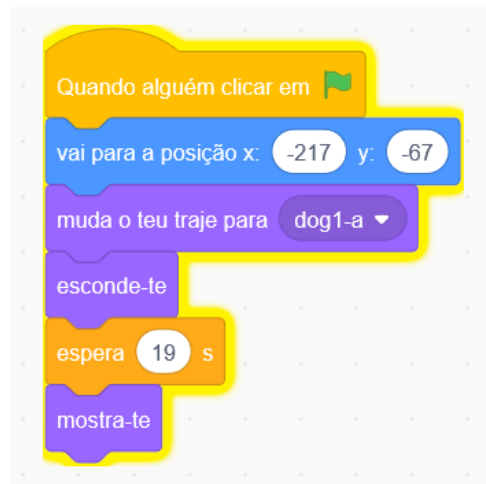 Quando alguém clicar em
vai para a posição x: -217 y: -67
muda o teu traje para dog1-a
esconde-te
espera 19 s
mostra-te